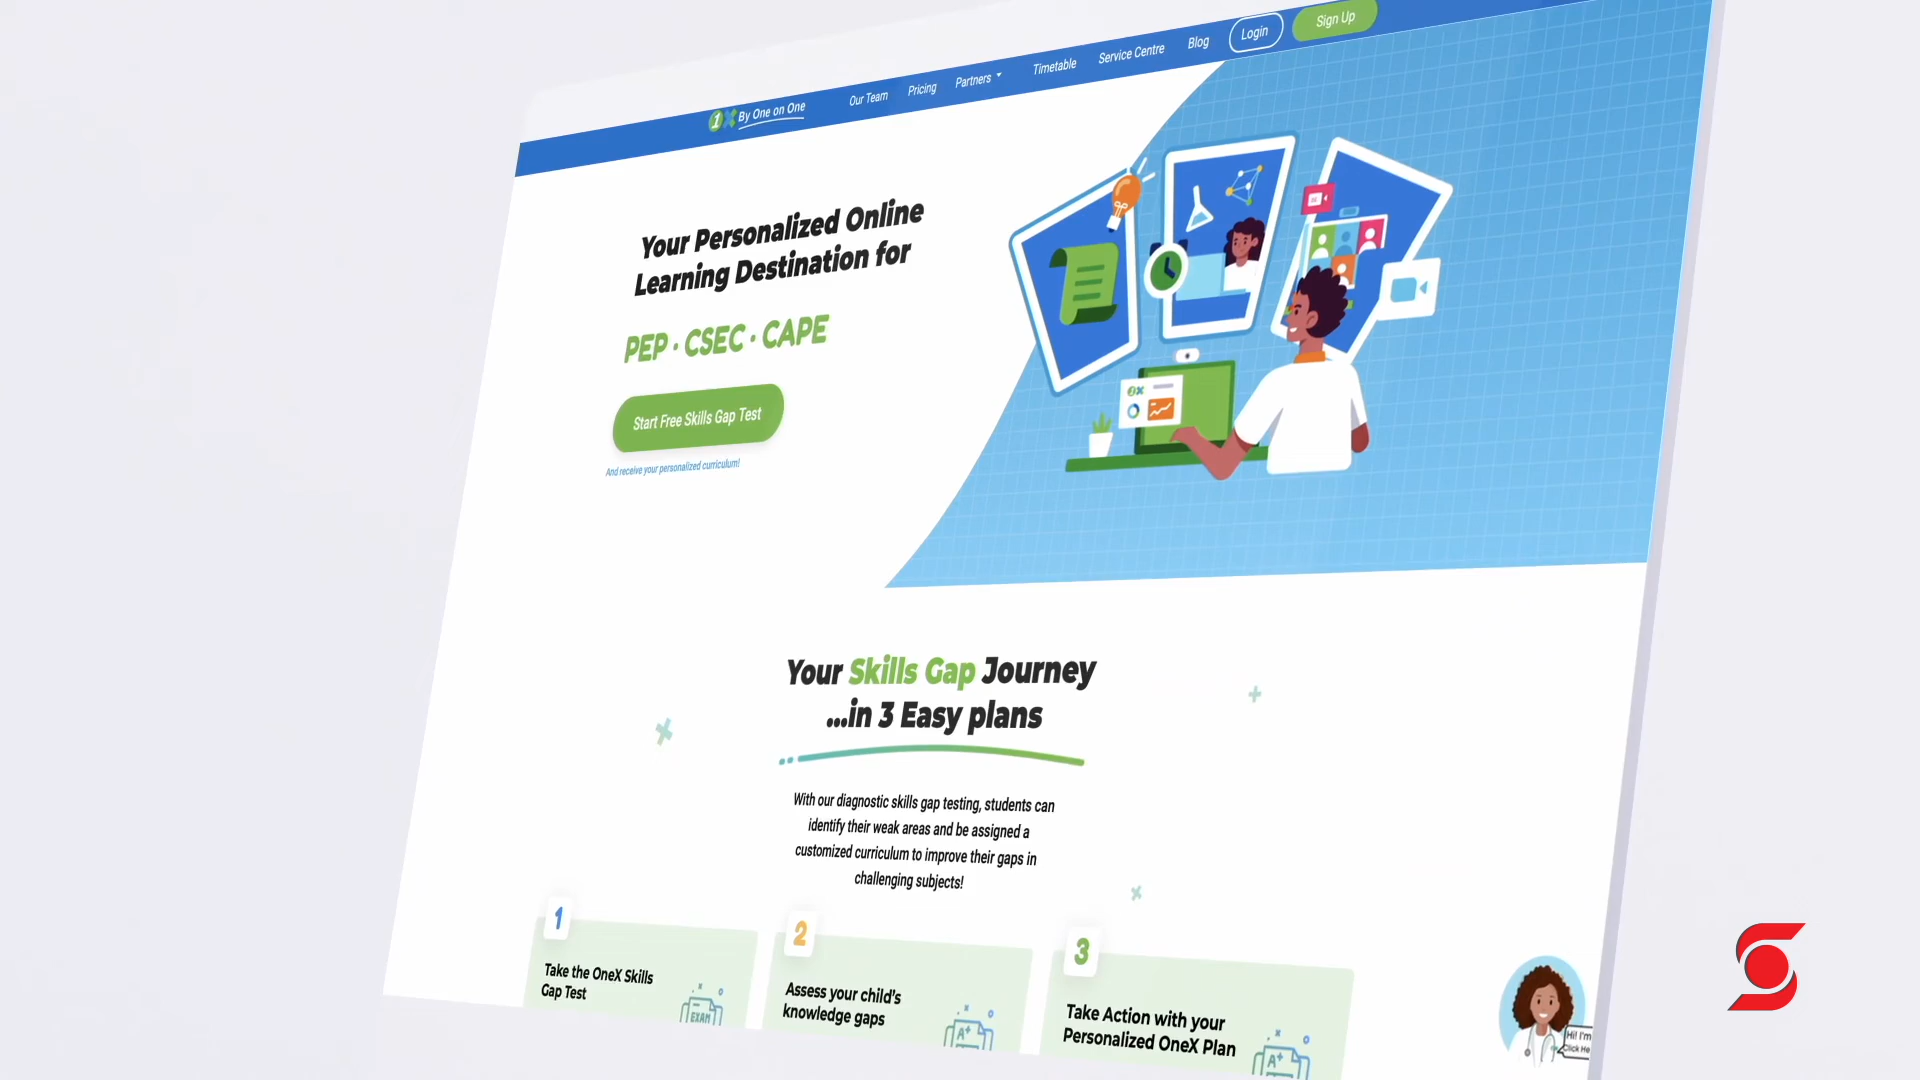 1X By One on One
Our Team
Pricing
Partners
Timetable
Service Centre
Blog
Login
Sign Up
Your Personalized Online
Learning Destination for
PEP · CSEC · CAPE
Start Free Skills Gap Test
And receive your personalized curriculum!
Your Skills Gap Journey
...in 3 Easy plans
With our diagnostic skills gap testing, students can
identify their weak areas and be assigned a
customized curriculum to improve their gaps in
challenging subjects!
1
Take the OneX Skills
Gap Test
EXAM
2
Assess your child's
knowledge gaps
A+
3
Take Action with your
Personalized OneX Plan
A+
Hi! I'm
Click He